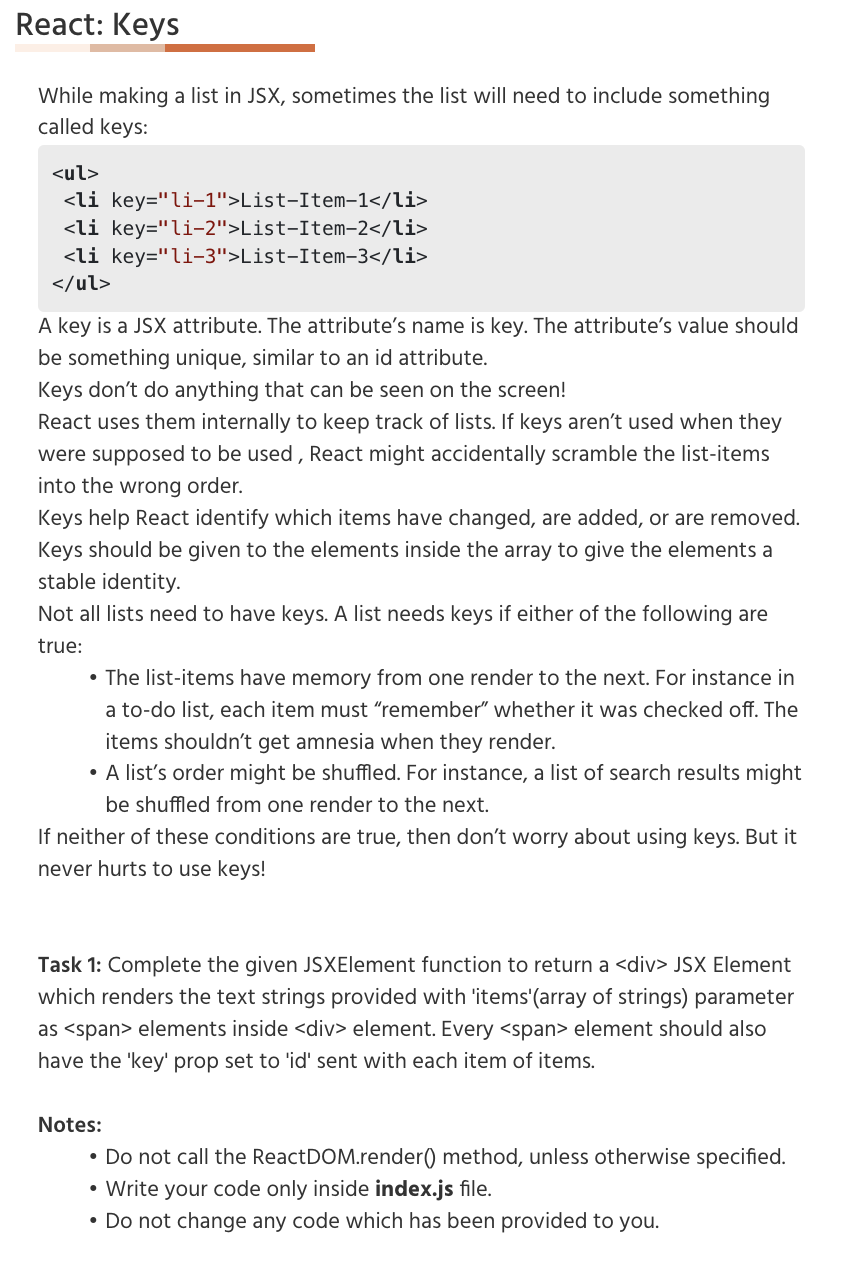 React: Keys
While making a list in JSX, sometimes the list will need to include something
called keys:
<ul>
<li key="li-1">List-Item-1</li>
<li key="li-2">List-Item-2</li>
<li key="li-3">List-Item-3</li>
</ul>
A key is a JSX attribute. The attribute’s name is key. The attribute’s value should
be something unique, similar to an id attribute.
Keys don’t do anything that can be seen on the screen!
React uses them internally to keep track of lists. If keys aren’t used when they
were supposed to be used , React might accidentally scramble the list-items
into the wrong order.
Keys help React identify which items have changed, are added, or are removed.
Keys should be given to the elements inside the array to give the elements a
stable identity.
Not all lists need to have keys. A list needs keys if either of the following are
true:
• The list-items have memory from one render to the next. For instance in
a to-do list, each item must “remember” whether it was checked off. The
items shouldn’t get amnesia when they render.
• A list’s order might be shuffled. For instance, a list of search results might
be shuffled from one render to the next.
If neither of these conditions are true, then don’t worry about using keys. But it
never hurts to use keys!
Task 1: Complete the given JSXElement function to return a <div> JSX Element
which renders the text strings provided with 'items'(array of strings) parameter
as <span> elements inside <div> element. Every <span> element should also
have the 'key' prop set to 'id' sent with each item of items.
Notes:
• Do not call the ReactDOM.render() method, unless otherwise specified.
• Write your code only inside index.js file.
• Do not change any code which has been provided to you.